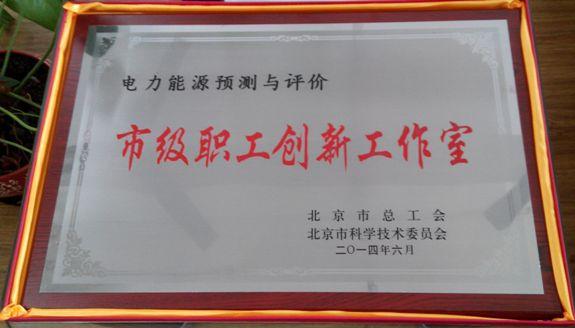 电力能源预测与评价
市级职工创新工作室
北京市总工会
北京市科学技术委员会
二〇一四年六月